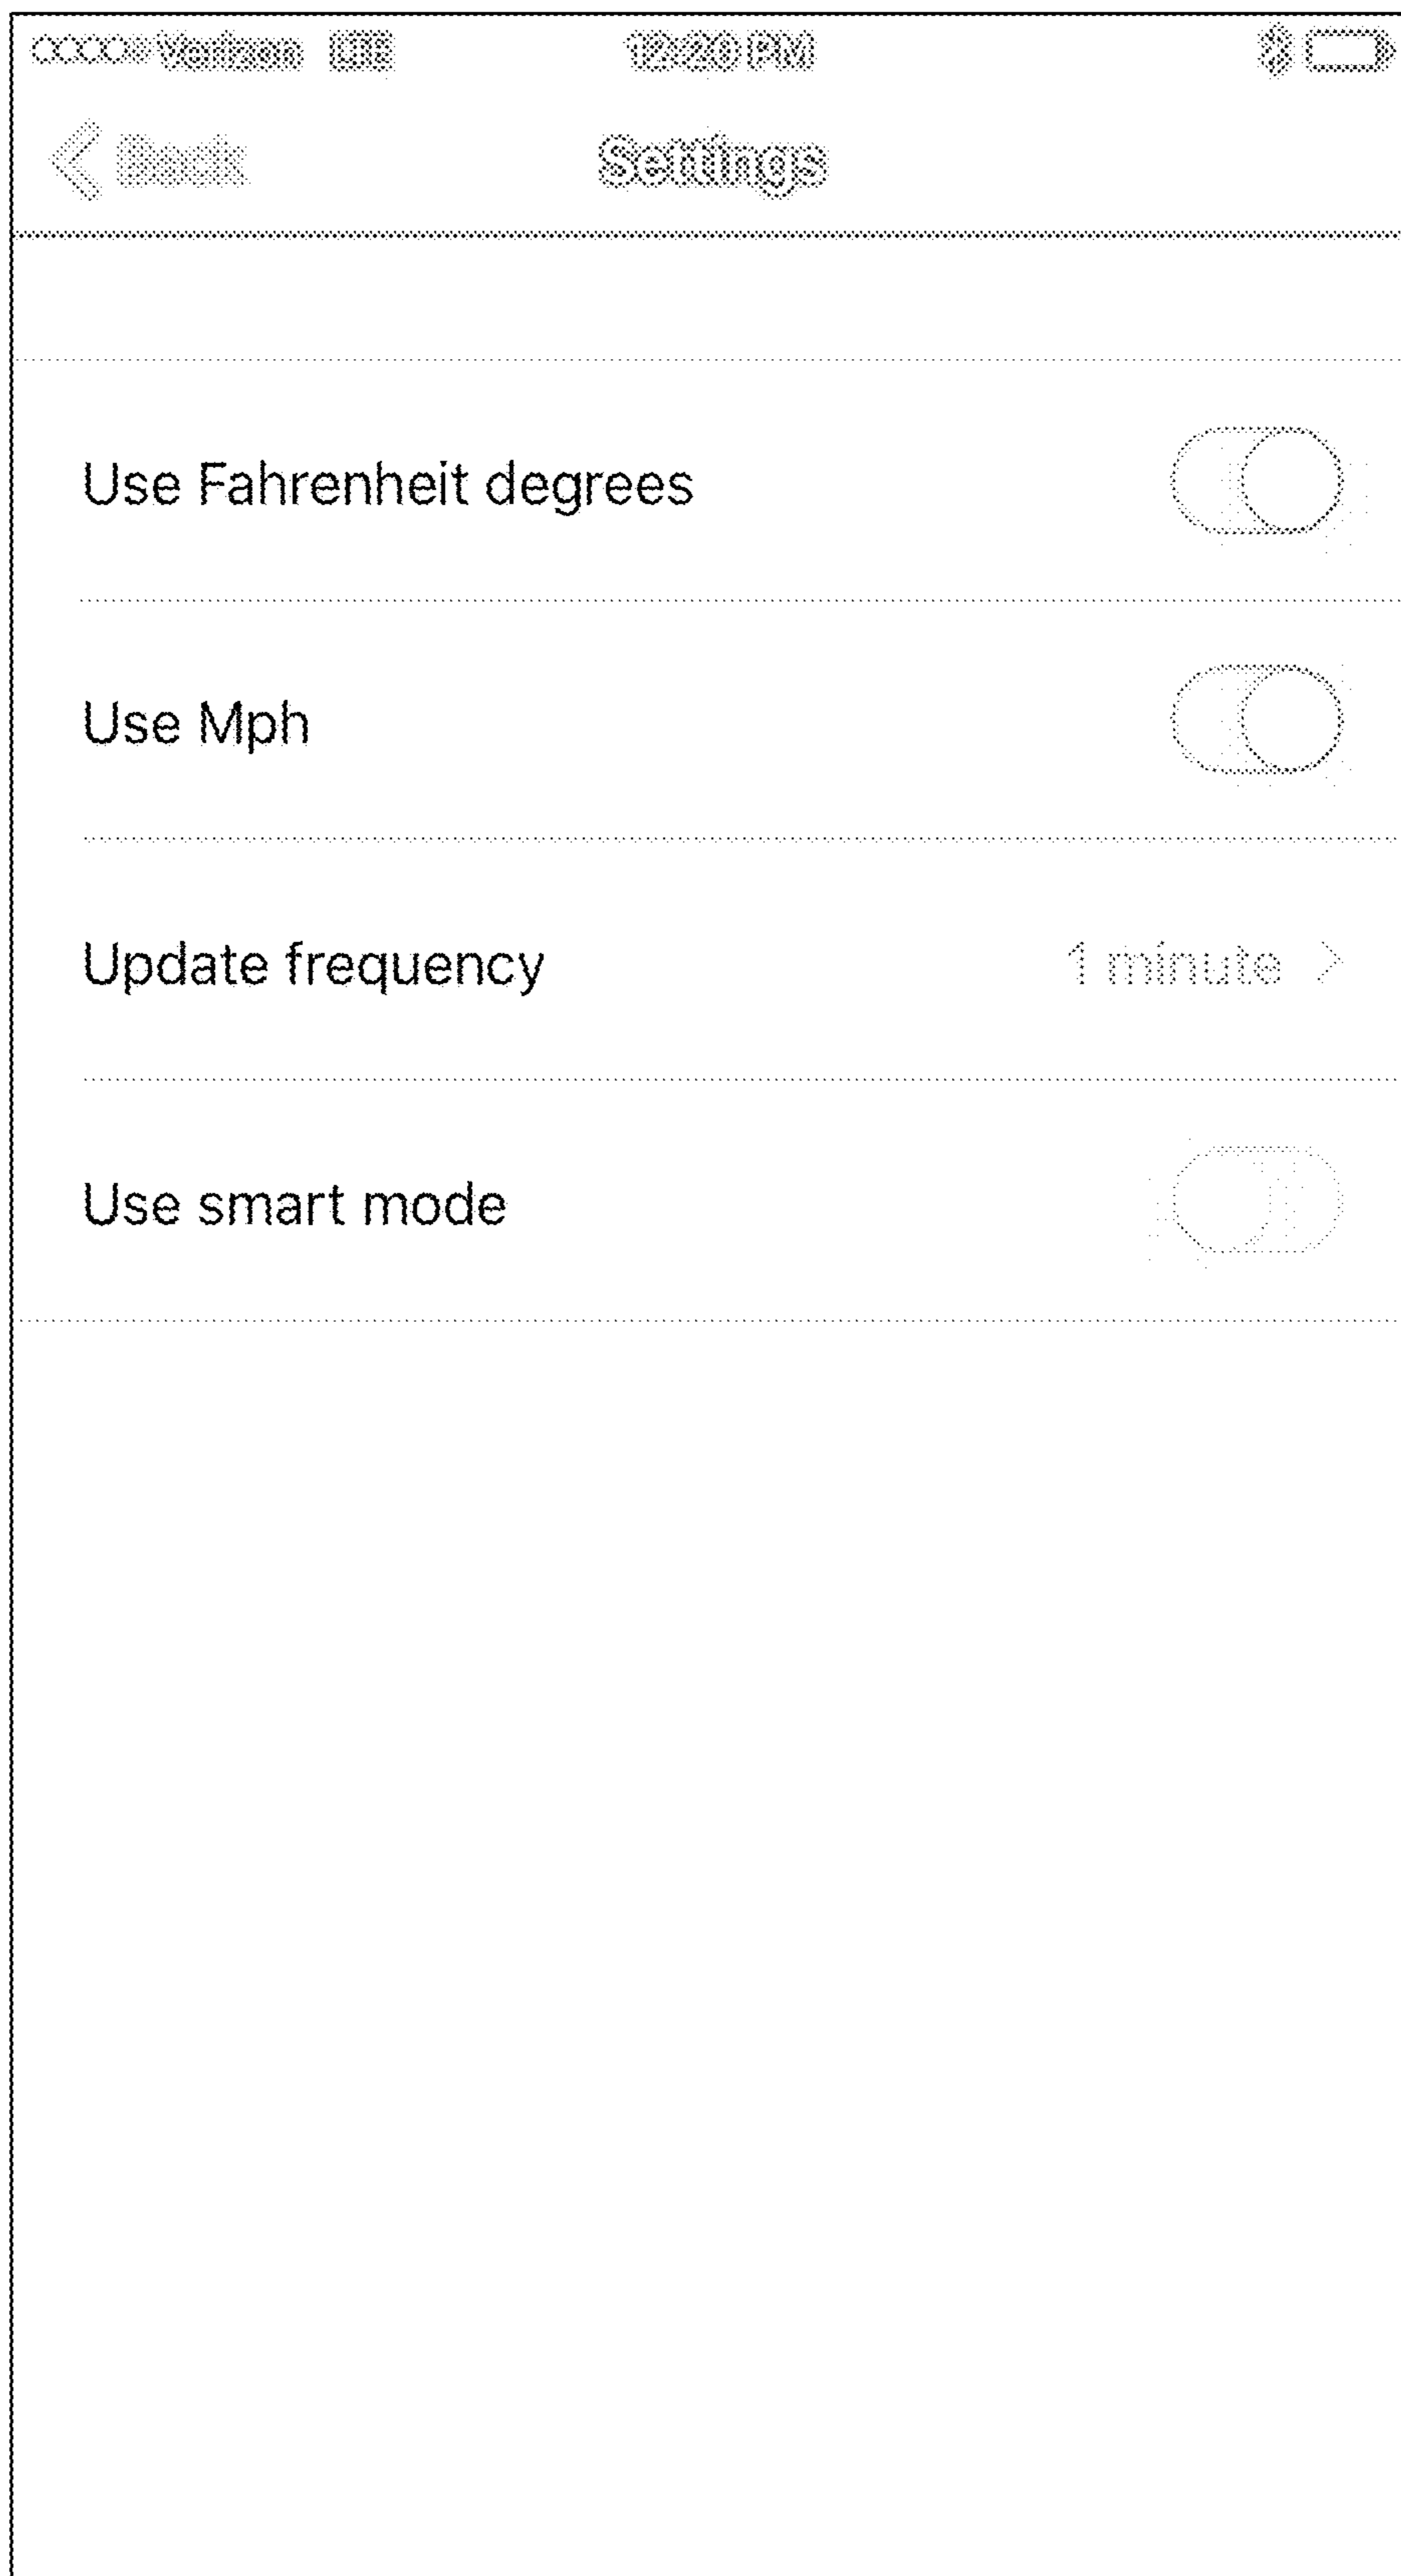 Verizon LTE 12:20 PM
Back Settings
Use Fahrenheit degrees
Use Mph
Update frequency 1 minute >
Use smart mode